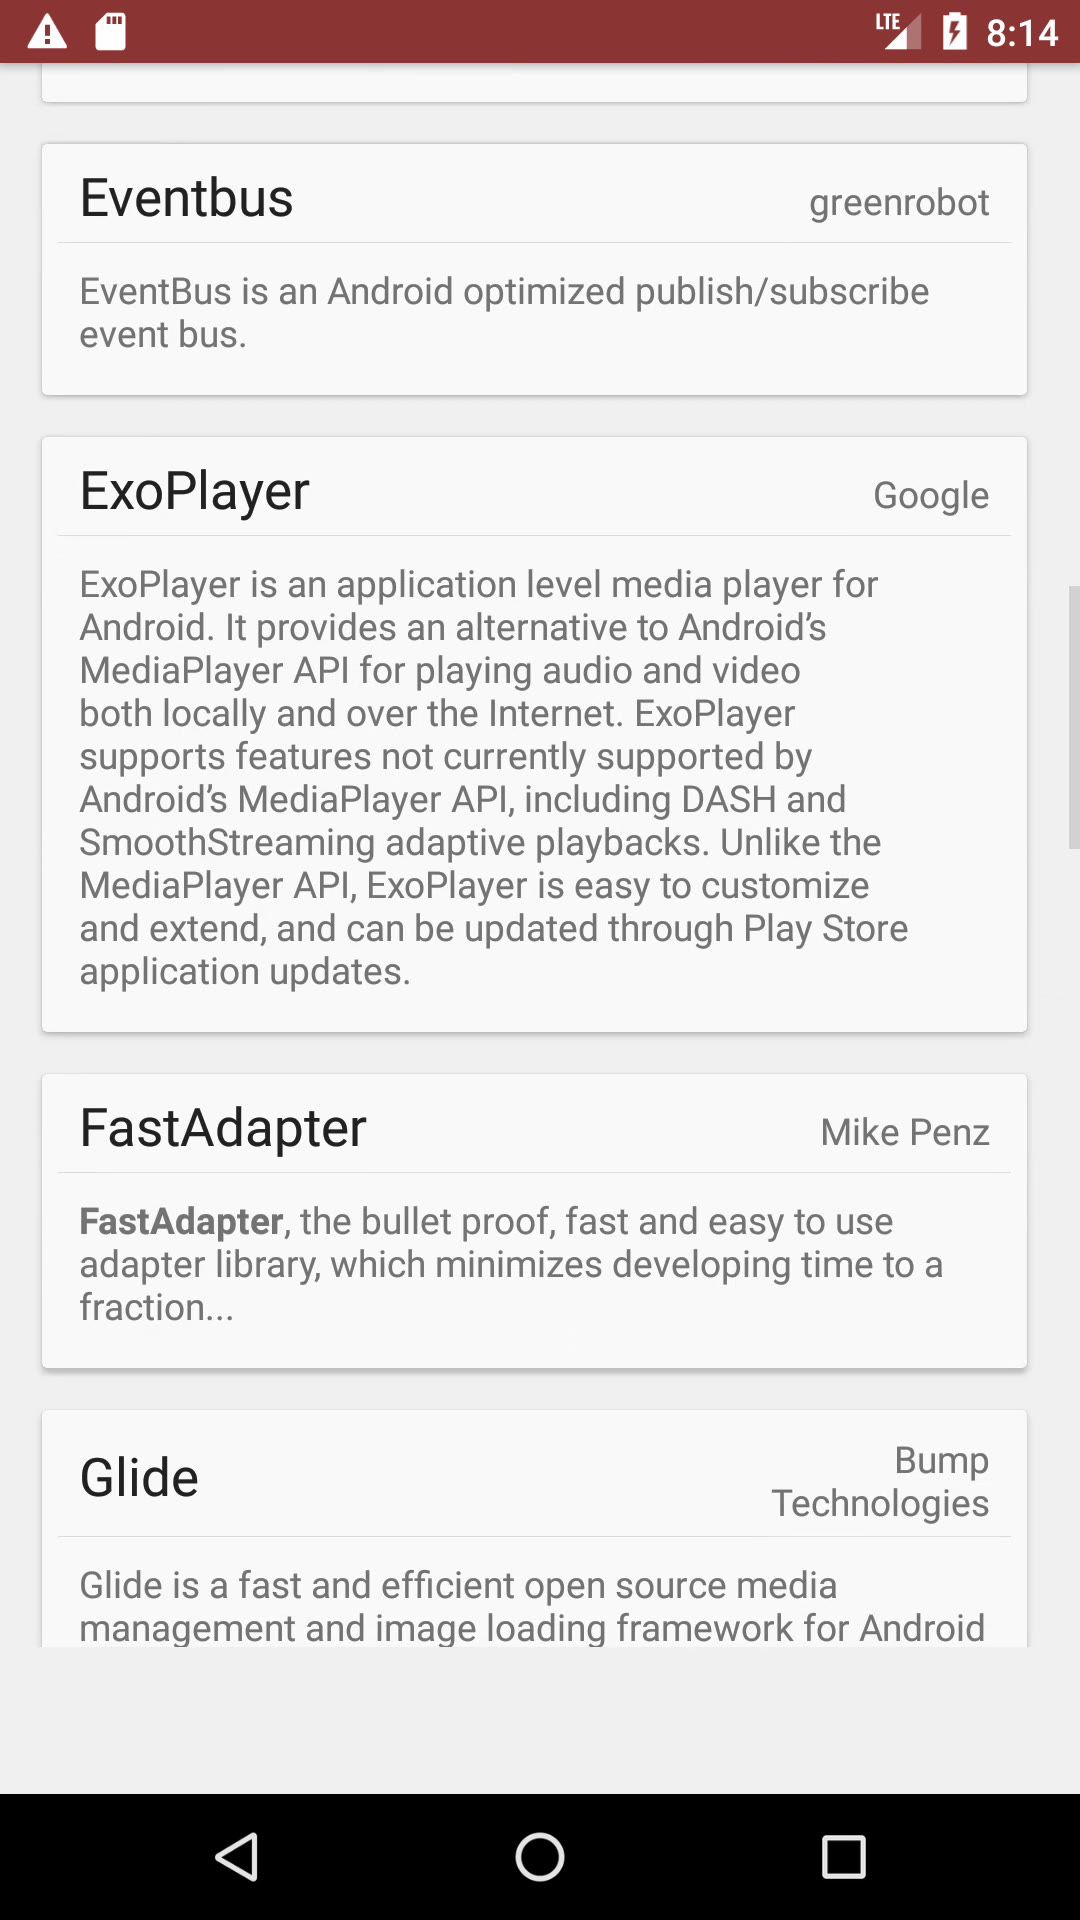 LTE 8:14
Eventbus greenrobot
EventBus is an Android optimized publish/subscribe
event bus.
ExoPlayer Google
ExoPlayer is an application level media player for
Android. It provides an alternative to Android’s
MediaPlayer API for playing audio and video
both locally and over the Internet. ExoPlayer
supports features not currently supported by
Android’s MediaPlayer API, including DASH and
SmoothStreaming adaptive playbacks. Unlike the
MediaPlayer API, ExoPlayer is easy to customize
and extend, and can be updated through Play Store
application updates.
FastAdapter Mike Penz
FastAdapter, the bullet proof, fast and easy to use
adapter library, which minimizes developing time to a
fraction...
Glide Bump
Technologies
Glide is a fast and efficient open source media
management and image loading framework for Android